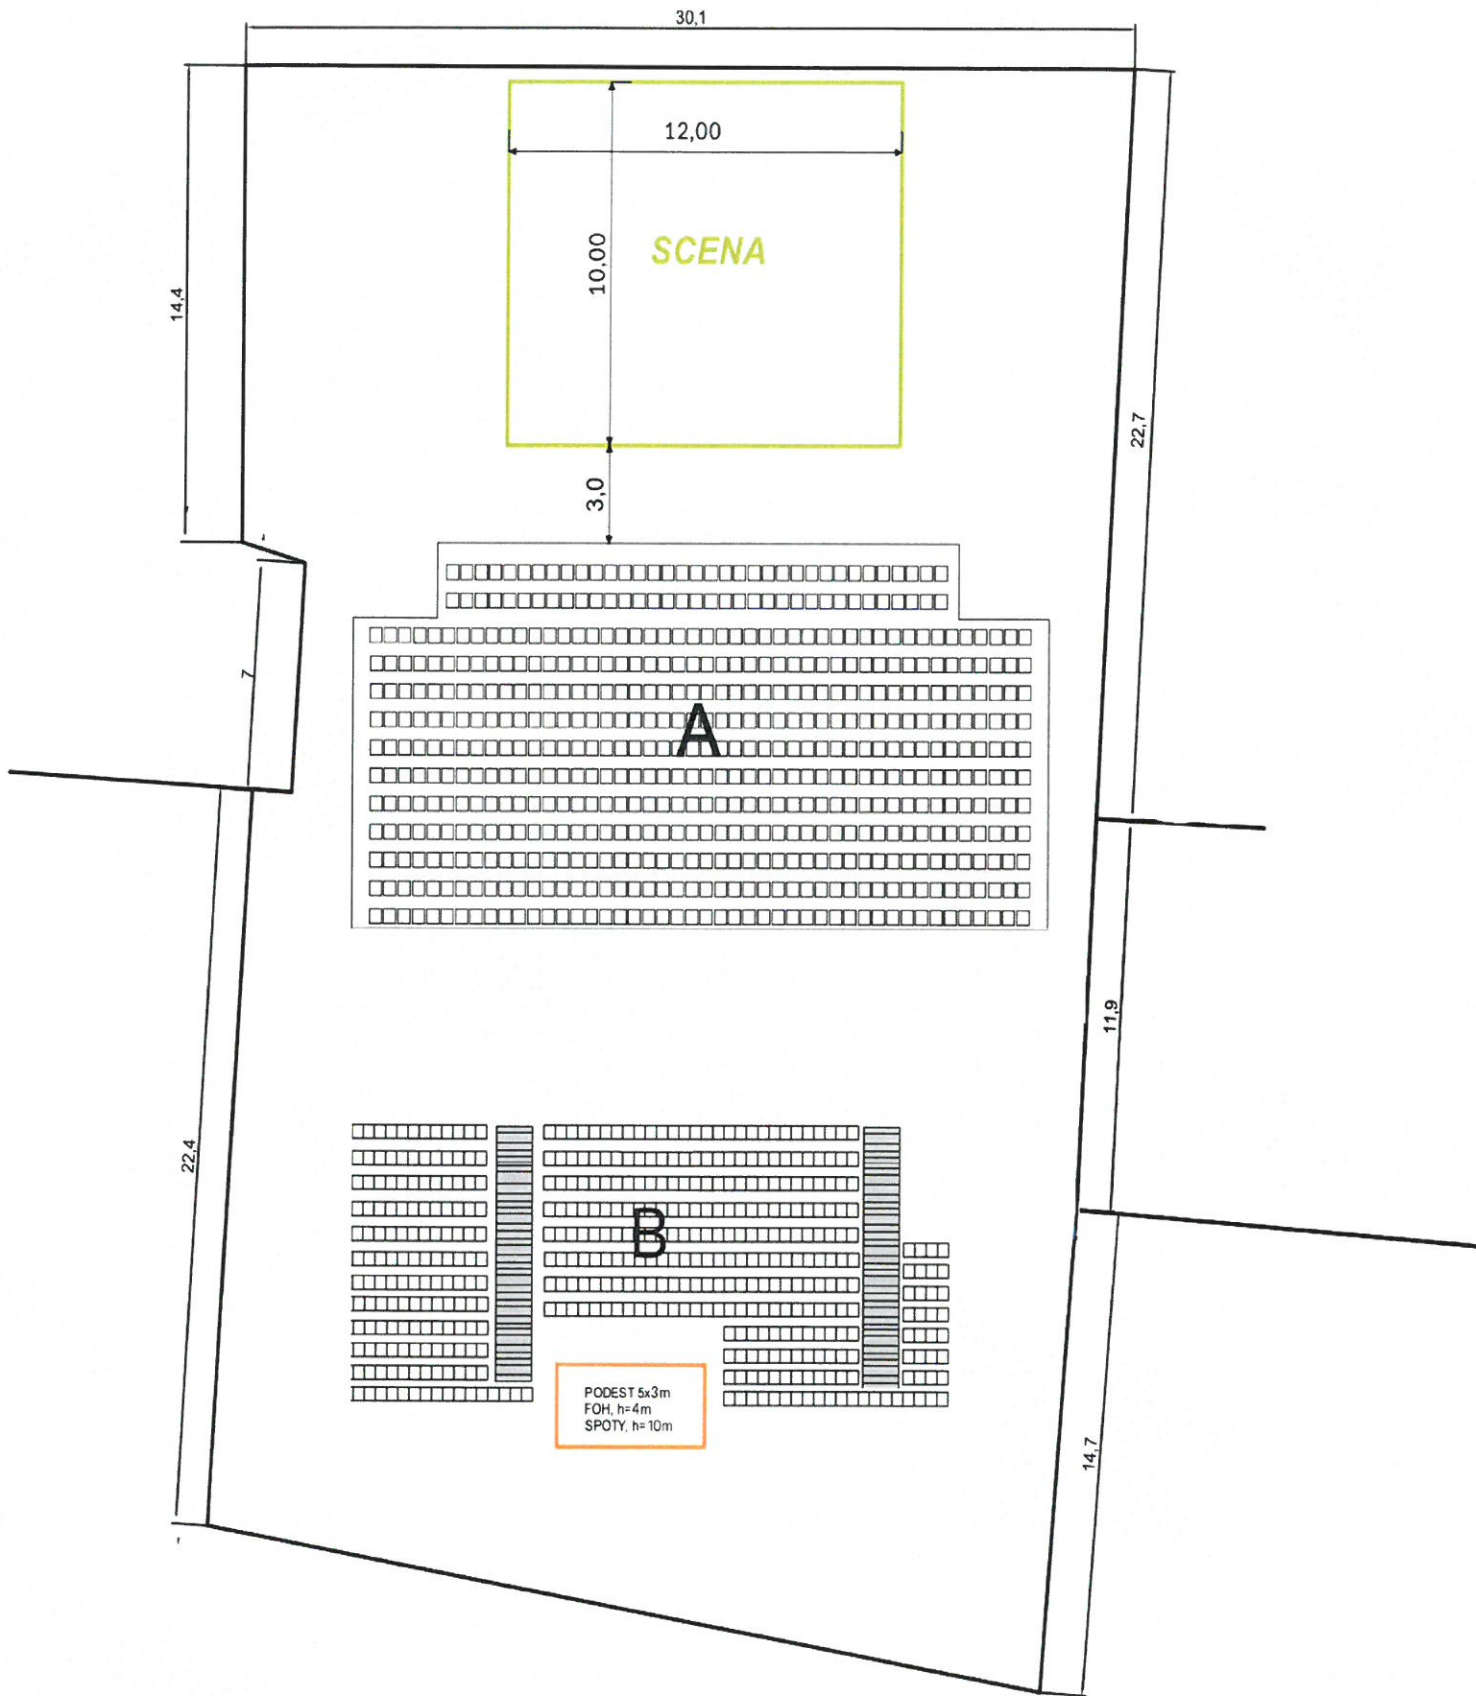 30,1
12,00
10,00
SCENA
14,4
22,7
3,0
7
A
11,9
22,4
B
PODEST 5x3m
FOH, h=4m
SPOTY, h=10m
14,7